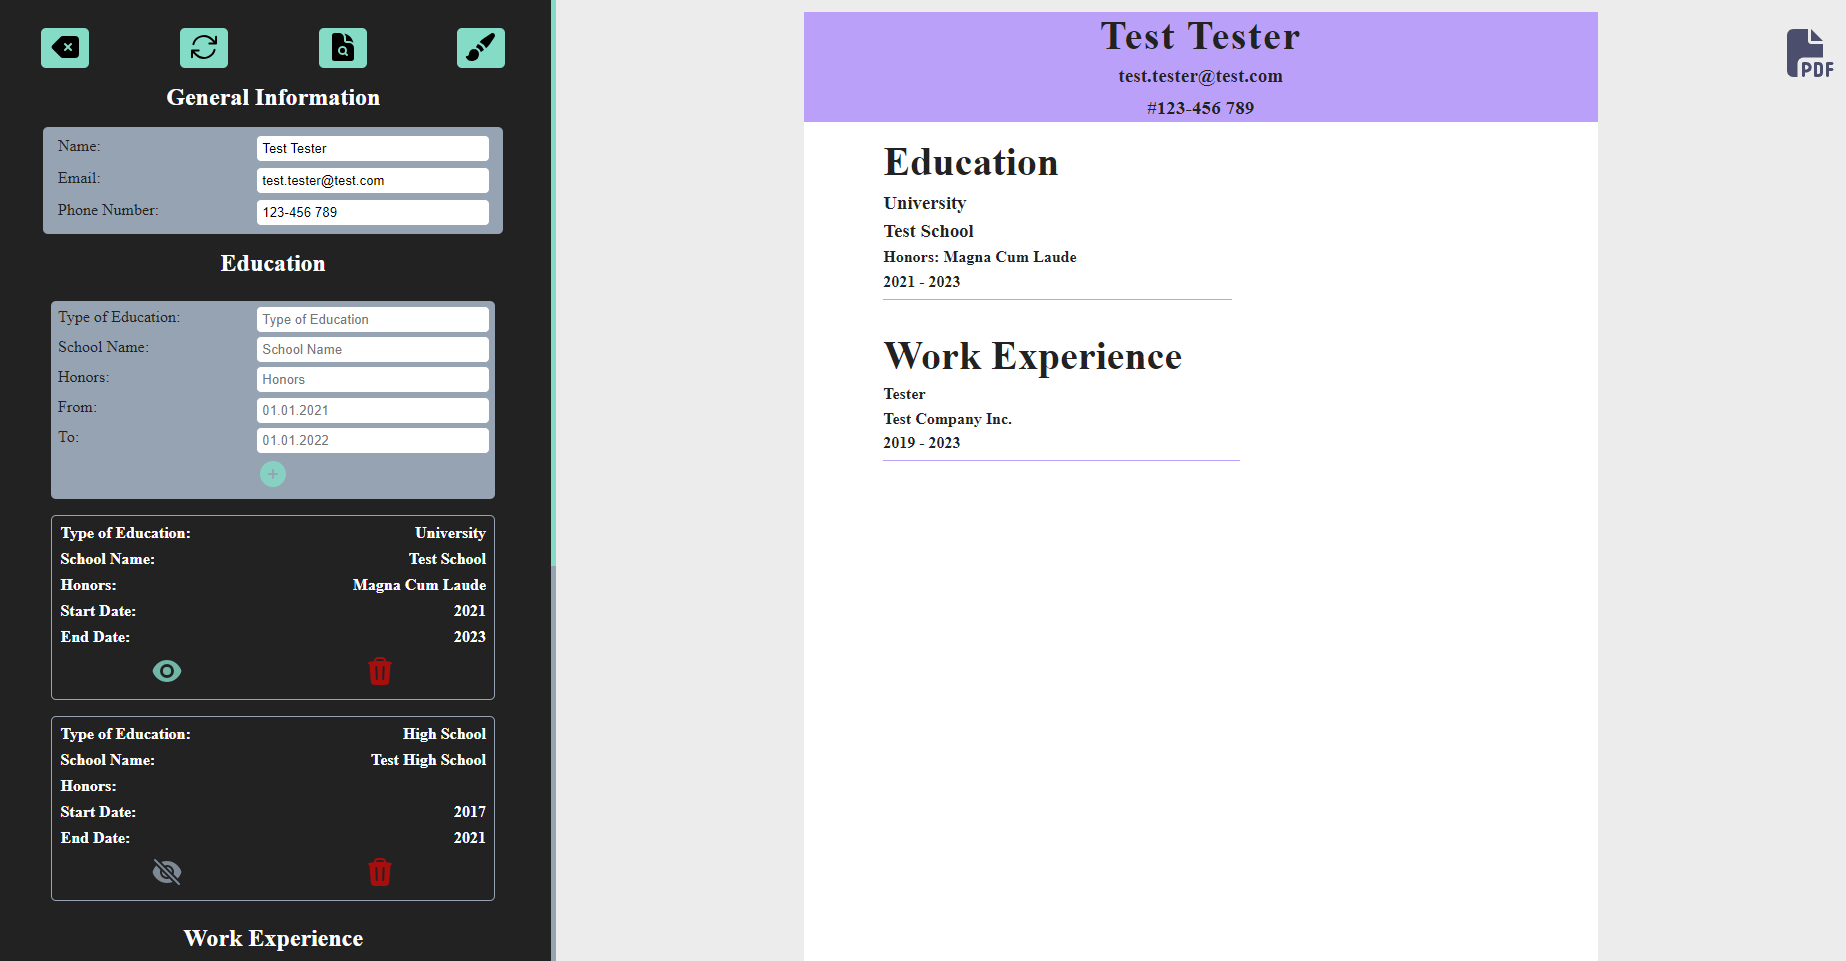 General Information
Name: Test Tester
Email: test.tester@test.com
Phone Number: 123-456 789
Education
Type of Education: Type of Education
School Name: School Name
Honors: Honors
From: 01.01.2021
To: 01.01.2022
Type of Education: University
School Name: Test School
Honors: Magna Cum Laude
Start Date: 2021
End Date: 2023
Type of Education: High School
School Name: Test High School
Honors:
Start Date: 2017
End Date: 2021
Work Experience
Test Tester
test.tester@test.com
#123-456 789
Education
University
Test School
Honors: Magna Cum Laude
2021 - 2023
Work Experience
Tester
Test Company Inc.
2019 - 2023
PDF